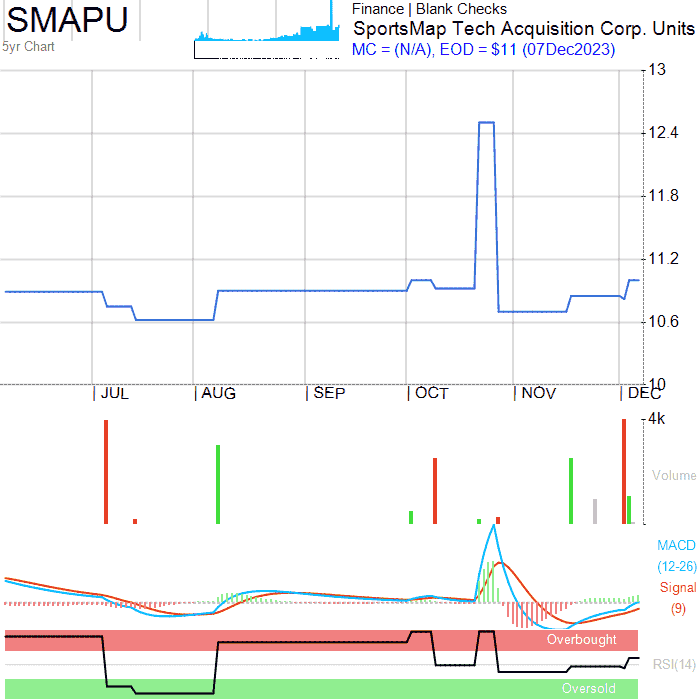 SMAPU
5yr Chart
Finance | Blank Checks
SportsMap Tech Acquisition Corp. Units
MC = (N/A), EOD = $11 (07Dec2023)
13
12.4
11.8
11.2
10.6
10
JUL AUG SEP OCT NOV DEC
4k
Volume
MACD
(12-26)
Signal
(9)
Overbought
RSI(14)
Oversold